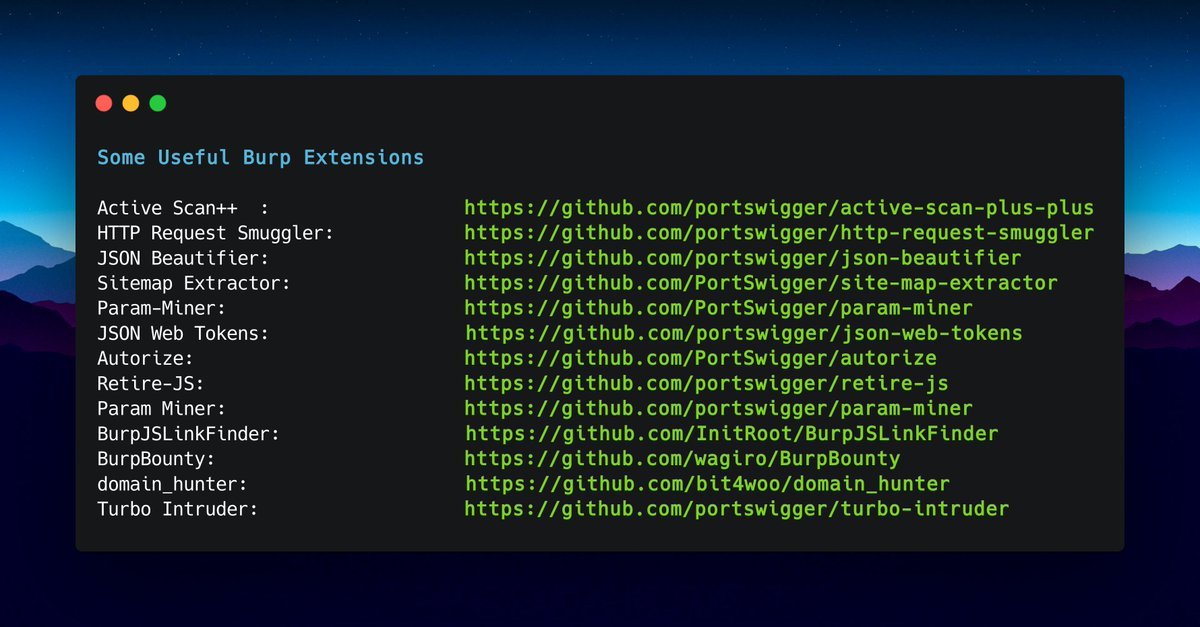 Some Useful Burp Extensions
Active Scan++  : https://github.com/portswigger/active-scan-plus-plus
HTTP Request Smuggler: https://github.com/portswigger/http-request-smuggler
JSON Beautifier: https://github.com/portswigger/json-beautifier
Sitemap Extractor: https://github.com/PortSwigger/site-map-extractor
Param-Miner: https://github.com/PortSwigger/param-miner
JSON Web Tokens: https://github.com/portswigger/json-web-tokens
Autorize: https://github.com/PortSwigger/autorize
Retire-JS: https://github.com/portswigger/retire-js
Param Miner: https://github.com/portswigger/param-miner
BurpJSLinkFinder: https://github.com/InitRoot/BurpJSLinkFinder
BurpBounty: https://github.com/wagiro/BurpBounty
domain_hunter: https://github.com/bit4woo/domain_hunter
Turbo Intruder: https://github.com/portswigger/turbo-intruder